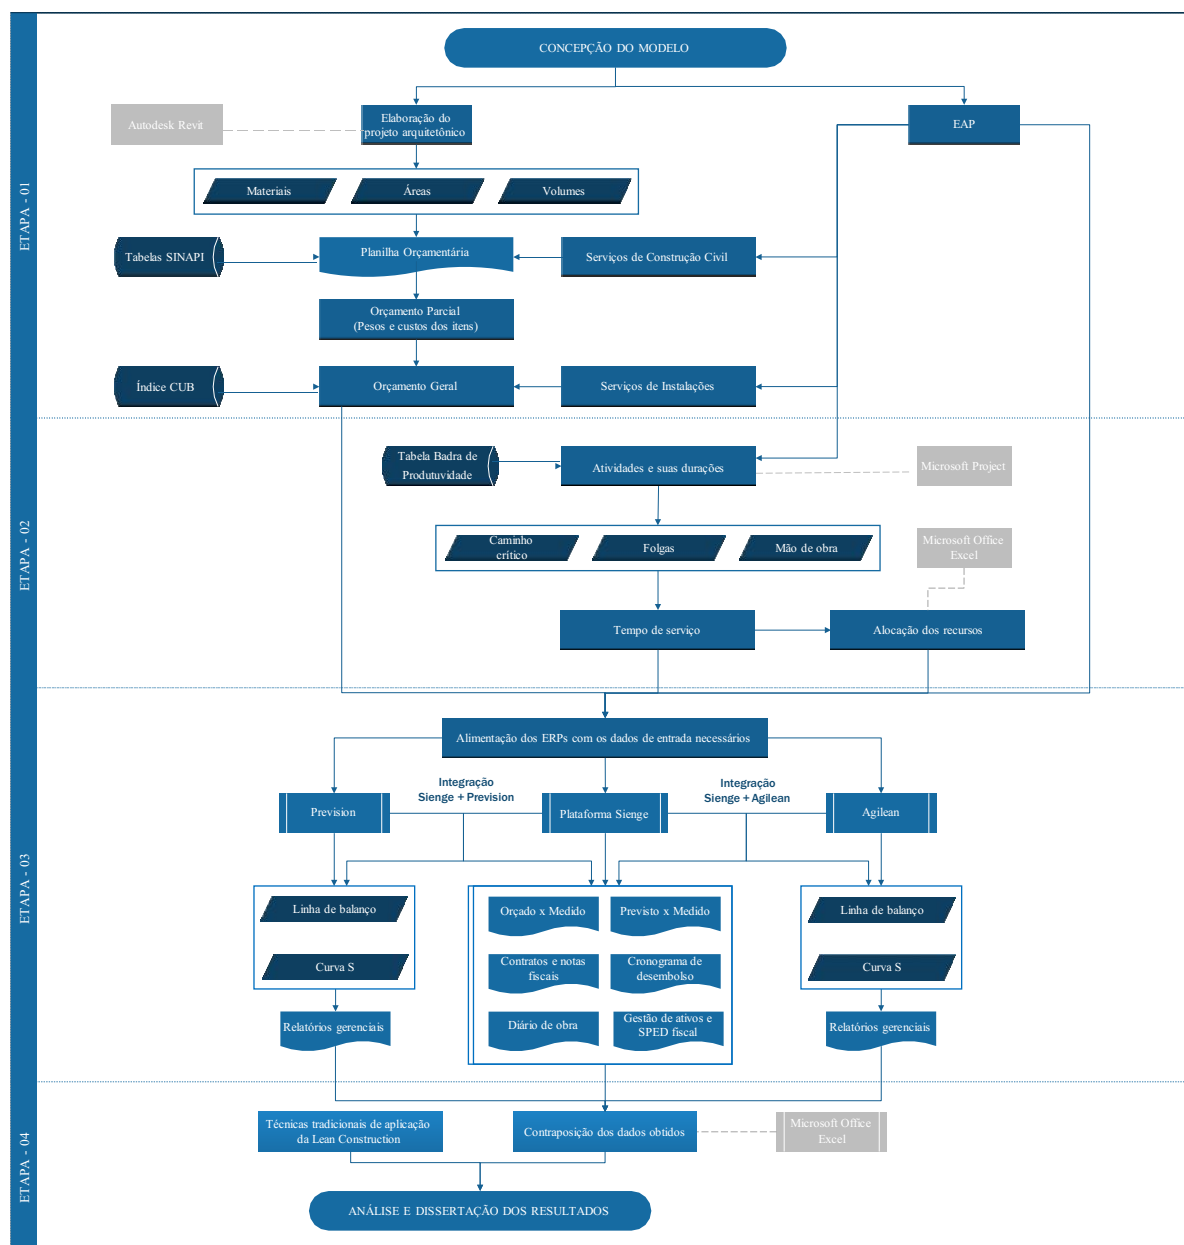 CONCEPÇÃO DO MODELO
ETAPA - 01
Autodesk Revit
Elaboração do
projeto arquitetônico
EAP
Materiais
Áreas
Volumes
Tabelas SINAPI
Planilha Orçamentária
Serviços de Construção Civil
Orçamento Parcial
(Pesos e custos dos itens)
Índice CUB
Orçamento Geral
Serviços de Instalações
ETAPA - 02
Tabela Badra de
Produtuvidade
Atividades e suas durações
Microsoft Project
Caminho
crítico
Folgas
Mão de obra
Microsoft Office
Excel
Tempo de serviço
Alocação dos recursos
ETAPA - 03
Alimentação dos ERPs com os dados de entrada necessários
Integração
Sienge + Prevision
Integração
Sienge + Agilean
Prevision
Plataforma Sienge
Agilean
Linha de balanço
Curva S
Relatórios gerenciais
Orçado x Medido
Previsto x Medido
Contratos e notas
fiscais
Cronograma de
desembolso
Diário de obra
Gestão de ativos e
SPED fiscal
Linha de balanço
Curva S
Relatórios gerenciais
ETAPA - 04
Técnicas tradicionais de aplicação
da Lean Construction
Contraposição dos dados obtidos
Microsoft Office
Excel
ANÁLISE E DISSERTAÇÃO DOS RESULTADOS